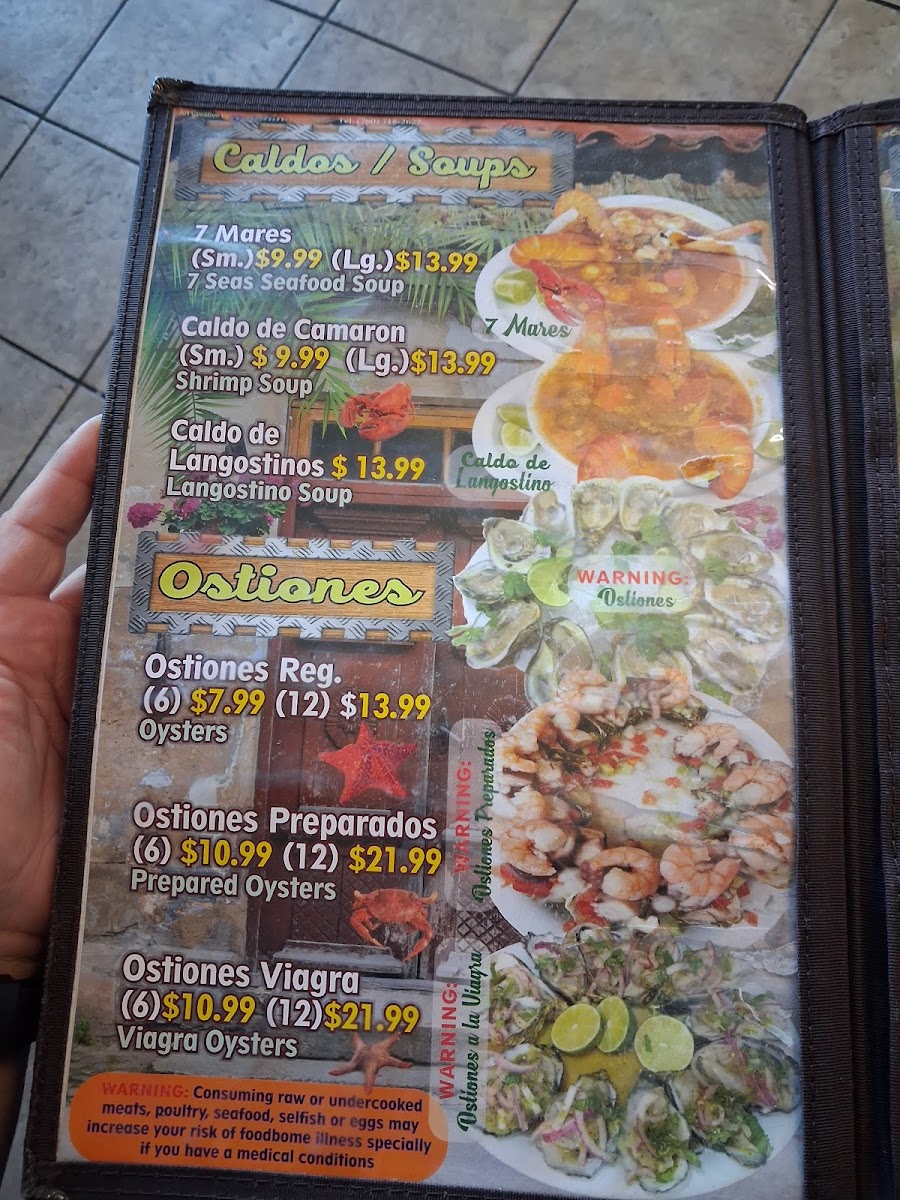 Art Creative
Caldos / Soups
7 Mares
(Sm.)$9.99 (Lg.)$13.99
7 Seas Seafood Soup
7 Mares
Caldo de Camaron
(Sm.) $ 9.99 (Lg.)$13.99
Shrimp Soup
Caldo de
Langostinos $ 13.99
Langostino Soup
Caldo de
Langostino
Ostiones
WARNING:
Ostiones
Ostiones Reg.
(6) $7.99 (12) $13.99
Oysters
Ostiones Preparados
(6) $10.99 (12) $21.99
Prepared Oysters
WARNING:
Ostiones Preparados
Ostiones Viagra
(6)$10.99 (12)$21.99
Viagra Oysters
WARNING:
Ostiones a la Viagra
WARNING: Consuming raw or undercooked
meats, poultry, seafood, selfish or eggs may
increase your risk of foodbome illness specially
if you have a medical conditions